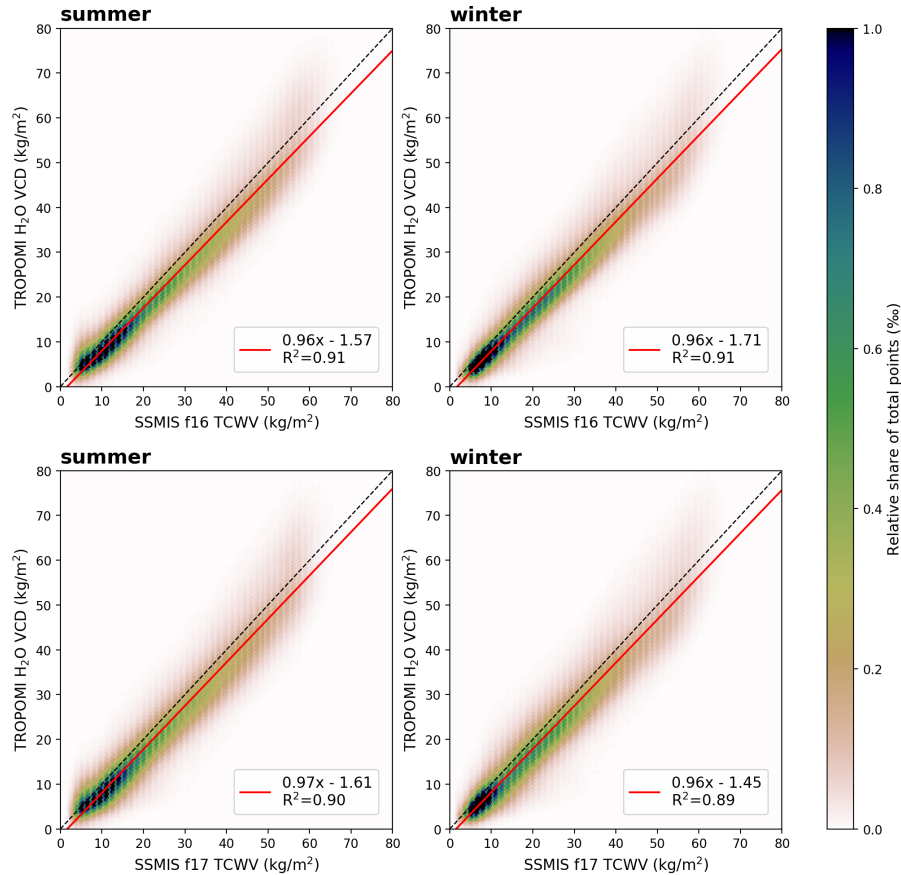 summer
80
70
60
50
40
30
20
10
0
0 10 20 30 40 50 60 70 80
TROPOMI H₂O VCD (kg/m²)
SSMIS f16 TCWV (kg/m²)
0.96x - 1.57
R²=0.91
winter
80
70
60
50
40
30
20
10
0
0 10 20 30 40 50 60 70 80
TROPOMI H₂O VCD (kg/m²)
SSMIS f16 TCWV (kg/m²)
0.96x - 1.71
R²=0.91
summer
80
70
60
50
40
30
20
10
0
0 10 20 30 40 50 60 70 80
TROPOMI H₂O VCD (kg/m²)
SSMIS f17 TCWV (kg/m²)
0.97x - 1.61
R²=0.90
winter
80
70
60
50
40
30
20
10
0
0 10 20 30 40 50 60 70 80
TROPOMI H₂O VCD (kg/m²)
SSMIS f17 TCWV (kg/m²)
0.96x - 1.45
R²=0.89
1.0
0.8
0.6
0.4
0.2
0.0
Relative share of total points (‰)